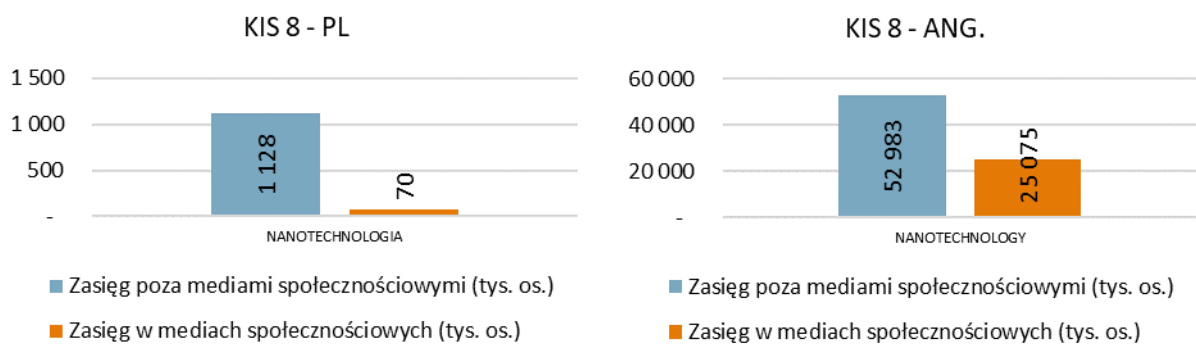 KIS 8 - PL
1 500
1 000
500
-
1 128
70
NANOTECHNOLOGIA
Zasięg poza mediami społecznościowymi (tys. os.)
Zasięg w mediach społecznościowych (tys. os.)
KIS 8 - ANG.
60 000
40 000
20 000
-
52 983
25 075
NANOTECHNOLOGY
Zasięg poza mediami społecznościowymi (tys. os.)
Zasięg w mediach społecznościowych (tys. os.)